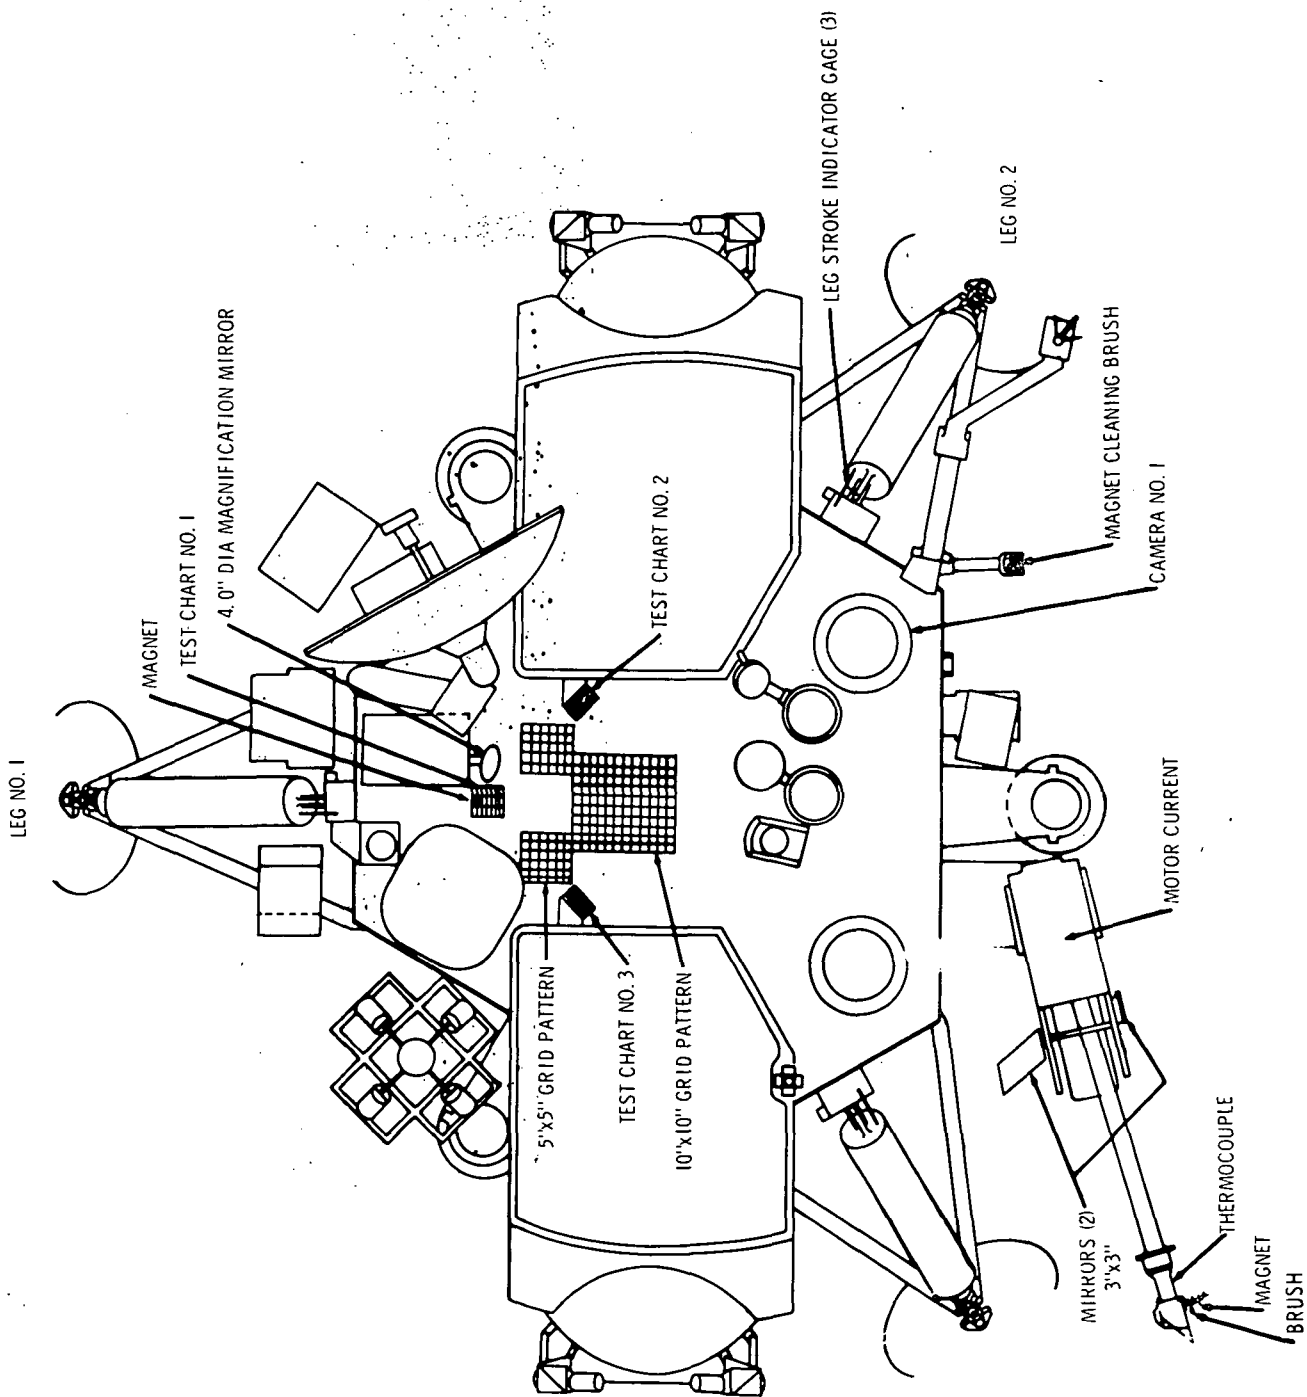 LEG NO. 1
MAGNET
TEST CHART NO. 1
4.0" DIA MAGNIFICATION MIRROR
TEST CHART NO. 2
LEG STROKE INDICATOR GAGE (3)
LEG NO. 2
5"x5" GRID PATTERN
TEST CHART NO. 3
10"x10" GRID PATTERN
MAGNET CLEANING BRUSH
CAMERA NO. 1
MOTOR CURRENT
MIRRORS (2)
3"x3"
THERMOCOUPLE
MAGNET
BRUSH